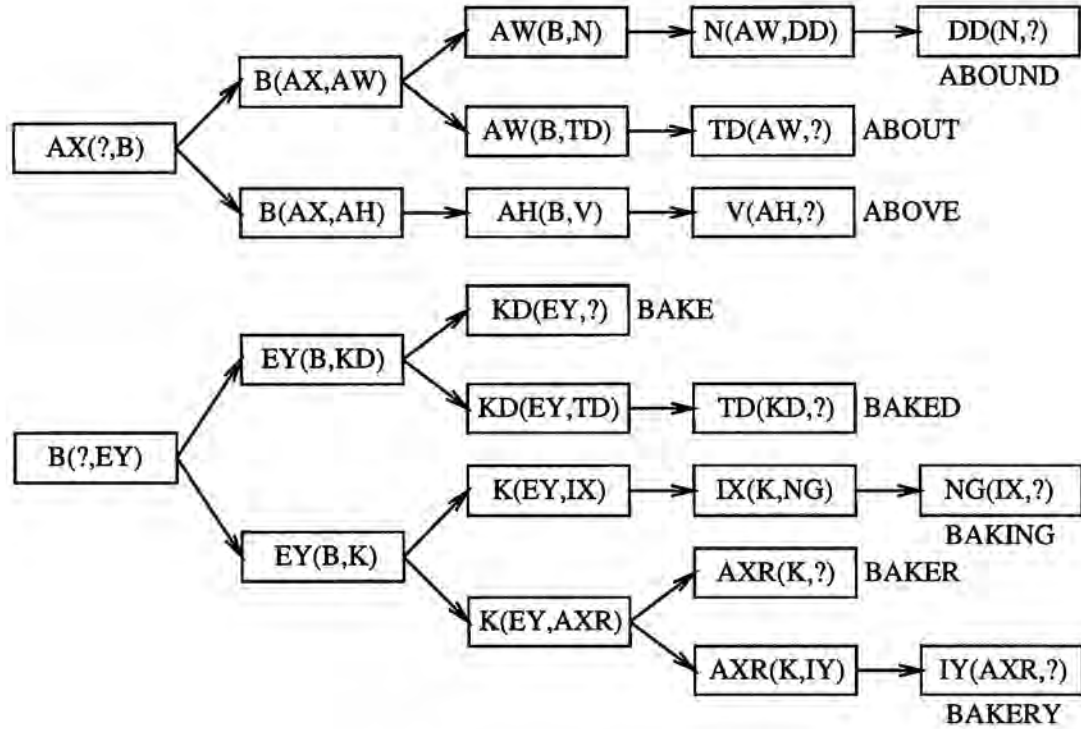 AW(B,N) N(AW,DD) DD(N,?)
B(AX,AW) ABOUND
AX(?,B) AW(B,TD) TD(AW,?) ABOUT
B(AX,AH) AH(B,V) V(AH,?) ABOVE
KD(EY,?) BAKE
EY(B,KD)
KD(EY,TD) TD(KD,?) BAKED
B(?,EY)
K(EY,IX) IX(K,NG) NG(IX,?)
BAKING
EY(B,K)
AXR(K,?) BAKER
K(EY,AXR)
AXR(K,IY) IY(AXR,?)
BAKERY